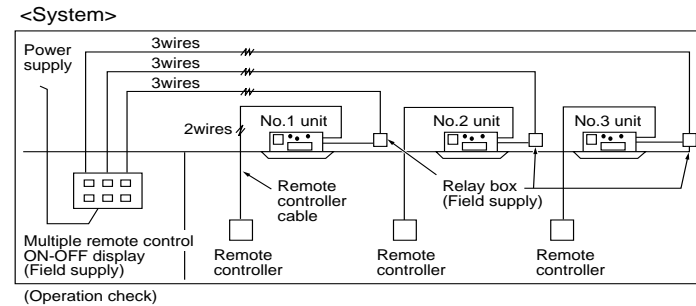 <System>
Power
supply
3wires
3wires
3wires
2wires
No.1 unit
No.2 unit
No.3 unit
Remote
controller
cable
Relay box
(Field supply)
Multiple remote control
ON-OFF display
(Field supply)
Remote
controller
Remote
controller
Remote
controller
(Operation check)